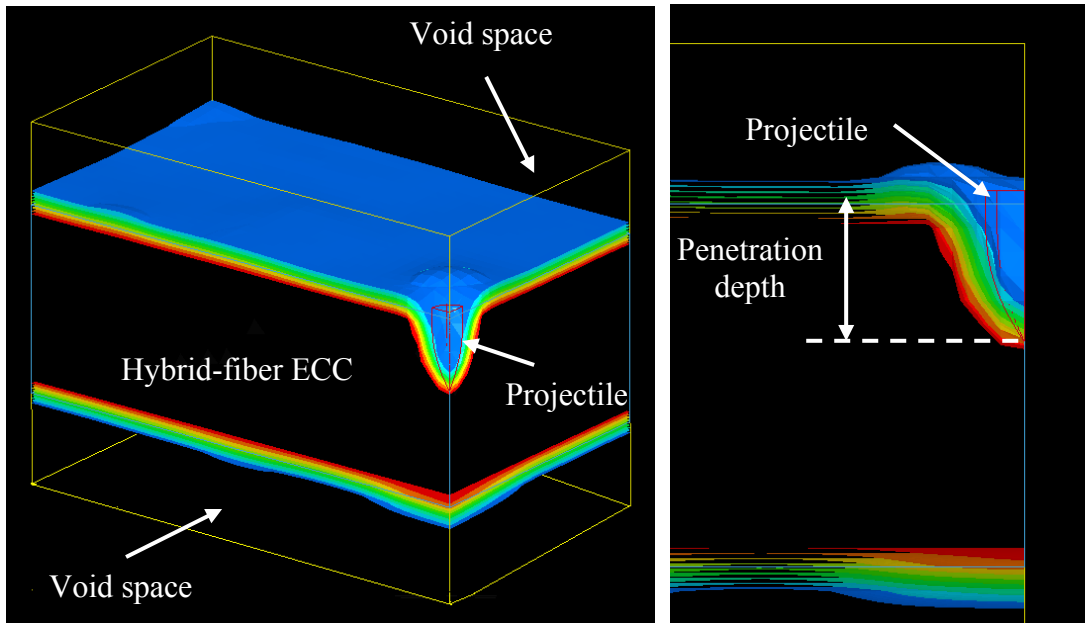 Void space
Hybrid-fiber ECC
Projectile
Void space
Projectile
Penetration
depth